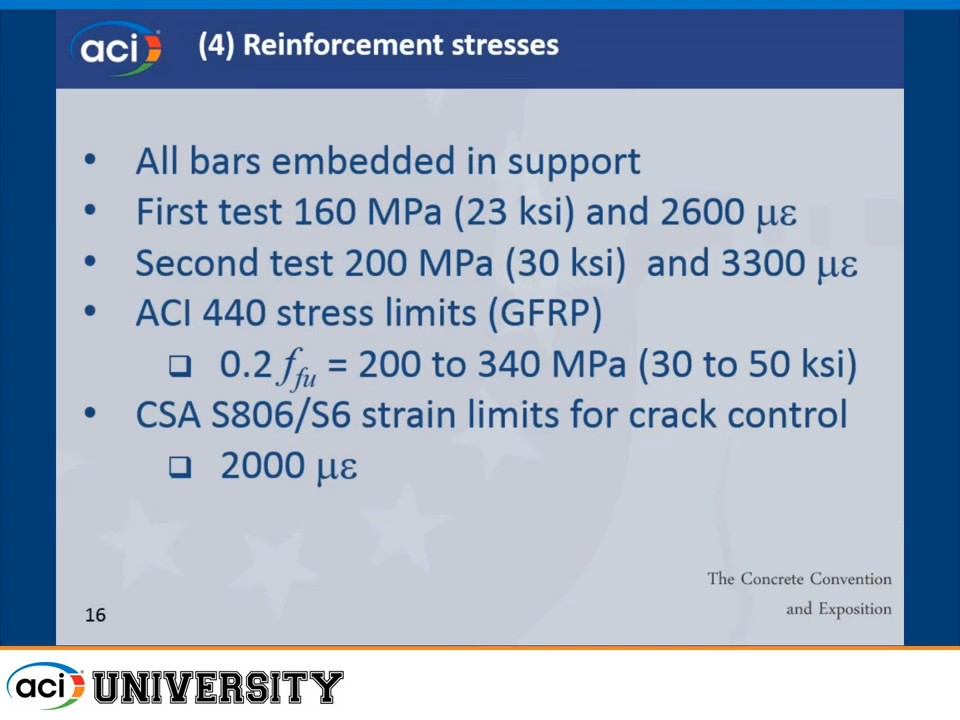 aci
(4) Reinforcement stresses
• All bars embedded in support
• First test 160 MPa (23 ksi) and 2600 με
• Second test 200 MPa (30 ksi) and 3300 με
• ACI 440 stress limits (GFRP)
❑ 0.2 ffu = 200 to 340 MPa (30 to 50 ksi)
• CSA S806/S6 strain limits for crack control
❑ 2000 με
The Concrete Convention
and Exposition
16
aci UNIVERSITY